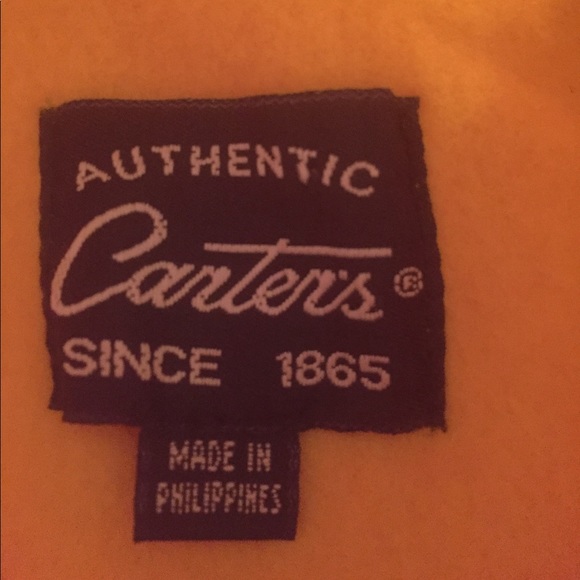 AUTHENTIC
Carter's®
SINCE 1865
MADE IN
PHILIPPINES